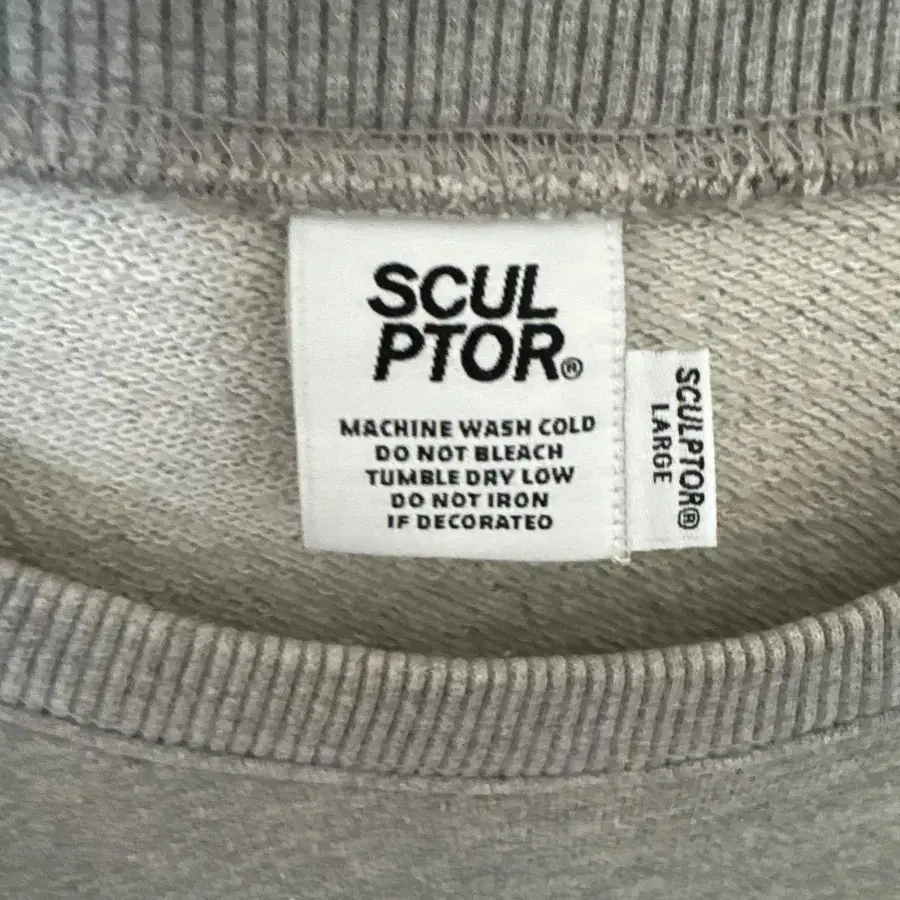 SCUL
PTOR®
MACHINE WASH COLD
DO NOT BLEACH
TUMBLE DRY LOW
DO NOT IRON
IF DECORATED
SCULPTOR®
LARGE